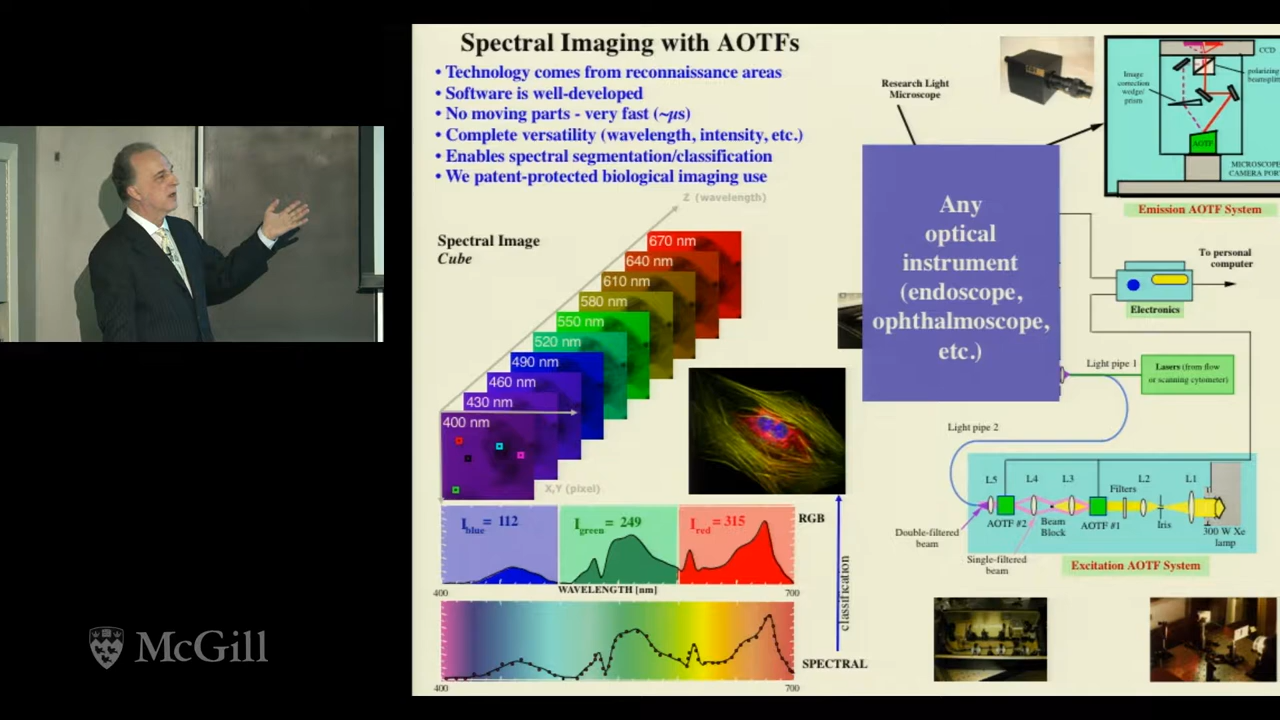 Spectral Imaging with AOTFs
• Technology comes from reconnaissance areas
• Software is well-developed
• No moving parts - very fast (~µs)
• Complete versatility (wavelength, intensity, etc.)
• Enables spectral segmentation/classification
• We patent-protected biological imaging use
Z (wavelength)
Spectral Image
Cube
670 nm
640 nm
610 nm
580 nm
550 nm
520 nm
490 nm
460 nm
430 nm
400 nm
X,Y (pixel)
Iblue = 112
Igreen = 249
Ired = 315
RGB
400
WAVELENGTH [nm]
700
classification
SPECTRAL
400
700
Research Light
Microscope
Any
optical
instrument
(endoscope,
ophthalmoscope,
etc.)
CCD
Image
correction
wedge/
prism
polarizing
AOTF
MICROSCOPE
CAMERA PORT
Emission AOTF System
To personal
computer
Electronics
Light pipe 1
Lasers (from flow
or scanning cytometer)
Light pipe 2
L5
L4
L3
Filters
L2
L1
AOTF #2
Beam
Block
AOTF #1
Iris
300 W Xe
lamp
Double-filtered
beam
Single-filtered
beam
Excitation AOTF System
McGill